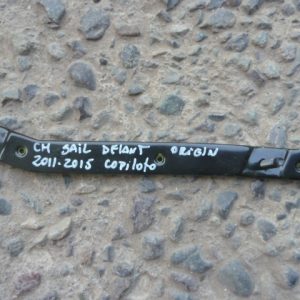 CH SAIL DELANT ORIGIN
2011-2015 COPILOTO